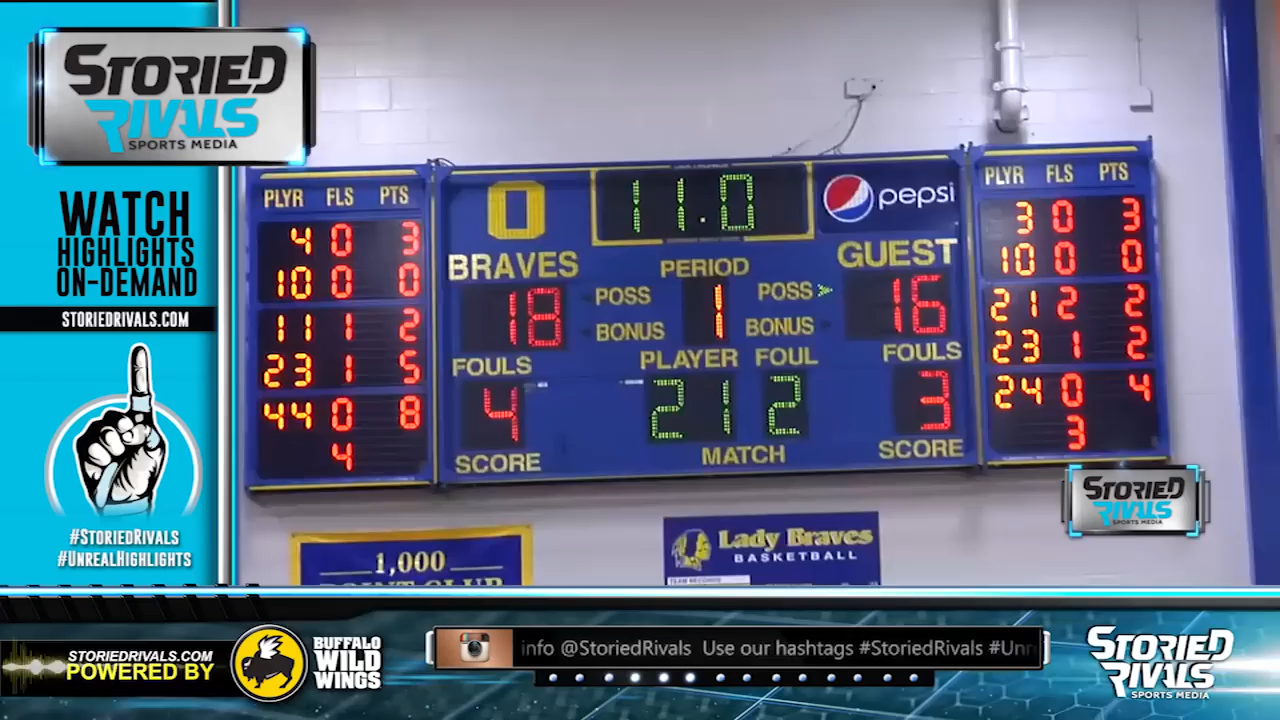 STORIED
RIVALS
SPORTS MEDIA
WATCH
HIGHLIGHTS
ON-DEMAND
STORIEDRIVALS.COM
#STORIEDRIVALS
#UNREALHIGHLIGHTS
PLYR FLS PTS
4 0 3
10 0 0
11 1 2
23 1 5
44 0 8
4
O 11.0 pepsi
BRAVES PERIOD GUEST
18 POSS 1 POSS 16
BONUS BONUS
FOULS PLAYER FOUL FOULS
4 21 2 3
SCORE MATCH SCORE
PLYR FLS PTS
3 0 3
10 0 0
21 2 2
23 1 2
24 0 4
3
STORIED
RIVALS
SPORTS MEDIA
1,000
POINT CLUB
Lady Braves
BASKETBALL
TEAM RECORDS
STORIEDRIVALS.COM
POWERED BY
BUFFALO
WILD
WINGS
info @StoriedRivals Use our hashtags #StoriedRivals #Unr
STORIED
RIVALS
SPORTS MEDIA